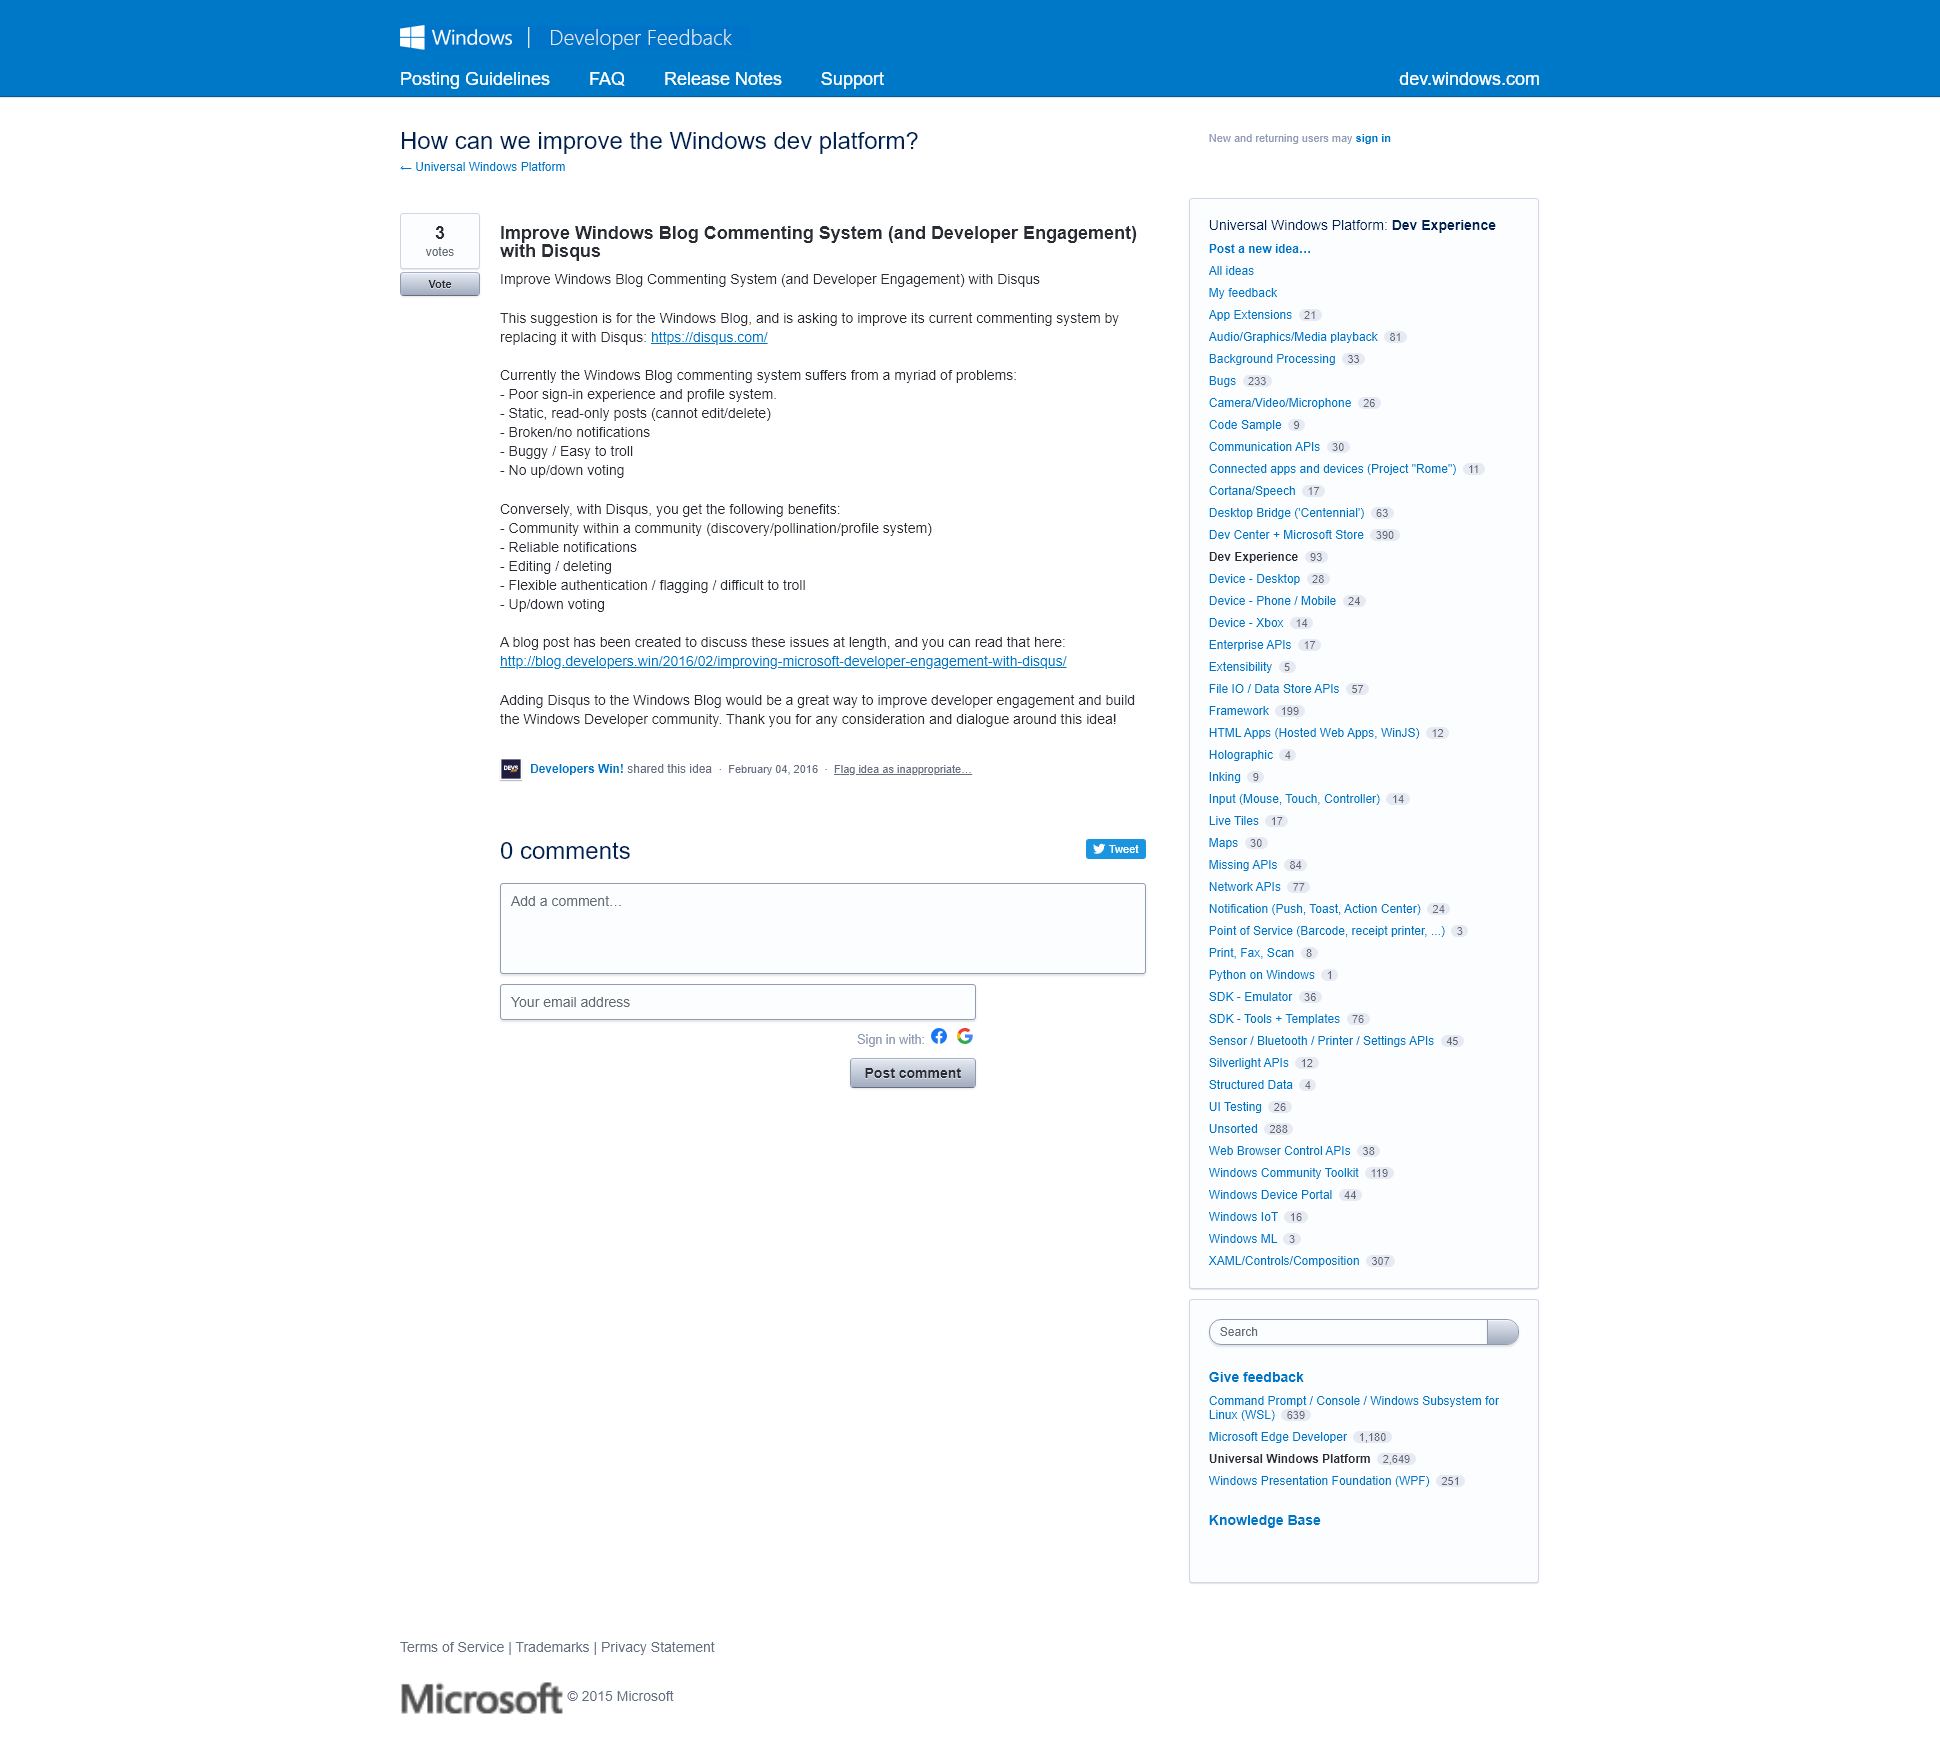 Windows | Developer Feedback
Posting Guidelines FAQ Release Notes Support dev.windows.com
How can we improve the Windows dev platform?
← Universal Windows Platform
New and returning users may sign in
3
votes
Vote
Improve Windows Blog Commenting System (and Developer Engagement)
with Disqus
Improve Windows Blog Commenting System (and Developer Engagement) with Disqus
This suggestion is for the Windows Blog, and is asking to improve its current commenting system by
replacing it with Disqus: https://disqus.com/
Currently the Windows Blog commenting system suffers from a myriad of problems:
- Poor sign-in experience and profile system.
- Static, read-only posts (cannot edit/delete)
- Broken/no notifications
- Buggy / Easy to troll
- No up/down voting
Conversely, with Disqus, you get the following benefits:
- Community within a community (discovery/pollination/profile system)
- Reliable notifications
- Editing / deleting
- Flexible authentication / flagging / difficult to troll
- Up/down voting
A blog post has been created to discuss these issues at length, and you can read that here:
http://blog.developers.win/2016/02/improving-microsoft-developer-engagement-with-disqus/
Adding Disqus to the Windows Blog would be a great way to improve developer engagement and build
the Windows Developer community. Thank you for any consideration and dialogue around this idea!
DEVS
Developers Win! shared this idea · February 04, 2016 · Flag idea as inappropriate…
0 comments
Tweet
Add a comment…
Your email address
Sign in with:
Post comment
Universal Windows Platform: Dev Experience
Post a new idea…
All ideas
My feedback
App Extensions 21
Audio/Graphics/Media playback 81
Background Processing 33
Bugs 233
Camera/Video/Microphone 26
Code Sample 9
Communication APIs 30
Connected apps and devices (Project "Rome") 11
Cortana/Speech 17
Desktop Bridge ('Centennial') 63
Dev Center + Microsoft Store 390
Dev Experience 93
Device - Desktop 28
Device - Phone / Mobile 24
Device - Xbox 14
Enterprise APIs 17
Extensibility 5
File IO / Data Store APIs 57
Framework 199
HTML Apps (Hosted Web Apps, WinJS) 12
Holographic 4
Inking 9
Input (Mouse, Touch, Controller) 14
Live Tiles 17
Maps 30
Missing APIs 84
Network APIs 77
Notification (Push, Toast, Action Center) 24
Point of Service (Barcode, receipt printer, ...) 3
Print, Fax, Scan 8
Python on Windows 1
SDK - Emulator 36
SDK - Tools + Templates 76
Sensor / Bluetooth / Printer / Settings APIs 45
Silverlight APIs 12
Structured Data 4
UI Testing 26
Unsorted 288
Web Browser Control APIs 38
Windows Community Toolkit 119
Windows Device Portal 44
Windows IoT 16
Windows ML 3
XAML/Controls/Composition 307
Search
Give feedback
Command Prompt / Console / Windows Subsystem for
Linux (WSL) 639
Microsoft Edge Developer 1,180
Universal Windows Platform 2,649
Windows Presentation Foundation (WPF) 251
Knowledge Base
Terms of Service | Trademarks | Privacy Statement
Microsoft © 2015 Microsoft